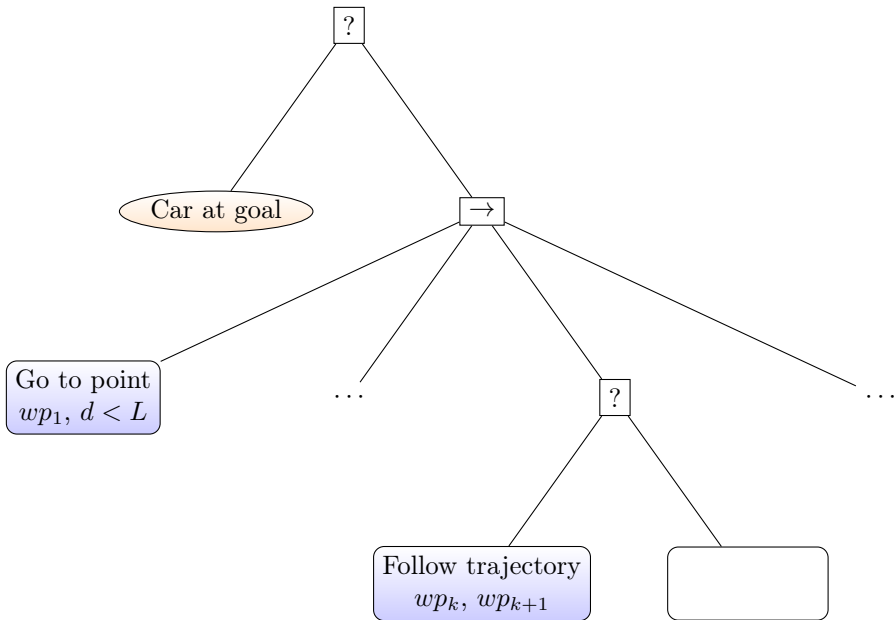 ?
Car at goal
→
Go to point
wp₁, d < L
...
?
...
Follow trajectory
wpₖ, wpₖ₊₁